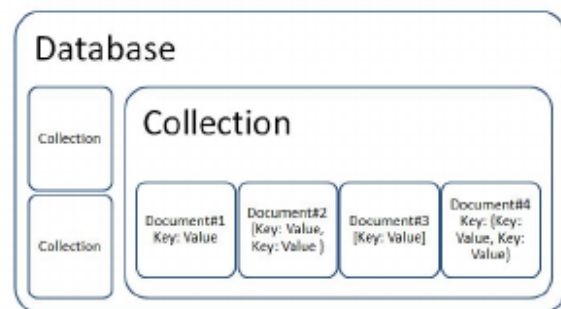 Database
Collection
Collection
Collection
Document#1
Key: Value
Document#2
[Key: Value,
Key: Value )
Document#3
[Key: Value]
Document#4
Key: (Key:
Value, Key:
Value)